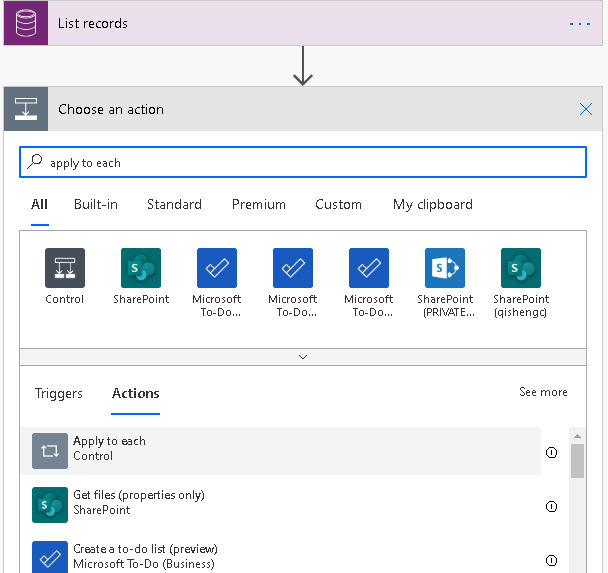 List records
Choose an action
apply to each
All Built-in Standard Premium Custom My clipboard
Control SharePoint Microsoft To-Do... Microsoft To-Do... Microsoft To-Do... SharePoint (PRIVATE... SharePoint (qishengc)
Triggers Actions See more
Apply to each
Control
Get files (properties only)
SharePoint
Create a to-do list (preview)
Microsoft To-Do (Business)